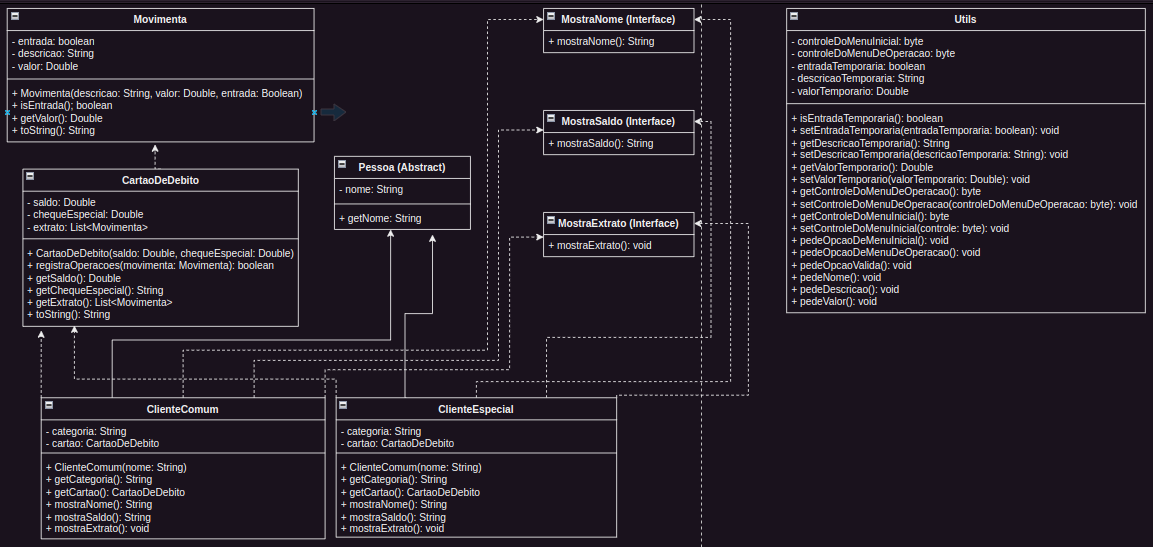 Movimenta
- entrada: boolean
- descricao: String
- valor: Double
+ Movimenta(descricao: String, valor: Double, entrada: Boolean)
+ isEntrada(); boolean
+ getValor(): Double
+ toString(): String
CartaoDeDebito
- saldo: Double
- chequeEspecial: Double
- extrato: List<Movimenta>
+ CartaoDeDebito(saldo: Double, chequeEspecial: Double)
+ registraOperacoes(movimenta: Movimenta): boolean
+ getSaldo(): Double
+ getChequeEspecial(): String
+ getExtrato(): List<Movimenta>
+ toString(): String
Pessoa (Abstract)
- nome: String
+ getNome: String
MostraNome (Interface)
+ mostraNome(): String
MostraSaldo (Interface)
+ mostraSaldo(): String
MostraExtrato (Interface)
+ mostraExtrato(): void
Utils
- controleDoMenuInicial: byte
- controleDoMenuDeOperacao: byte
- entradaTemporaria: boolean
- descricaoTemporaria: String
- valorTemporario: Double
+ isEntradaTemporaria(): boolean
+ setEntradaTemporaria(entradaTemporaria: boolean): void
+ getDescricaoTemporaria(): String
+ setDescricaoTemporaria(descricaoTemporaria: String): void
+ getValorTemporario(): Double
+ setValorTemporario(valorTemporario: Double): void
+ getControleDoMenuDeOperacao(): byte
+ setControleDoMenuDeOperacao(controleDoMenuDeOperacao: byte): void
+ getControleDoMenuInicial(): byte
+ setControleDoMenuInicial(controle: byte): void
+ pedeOpcaoDeMenuInicial(): void
+ pedeOpcaoDeMenuDeOperacao(): void
+ pedeOpcaoValida(): void
+ pedeNome(): void
+ pedeDescricao(): void
+ pedeValor(): void
ClienteComum
- categoria: String
- cartao: CartaoDeDebito
+ ClienteComum(nome: String)
+ getCategoria(): String
+ getCartao(): CartaoDeDebito
+ mostraNome(): String
+ mostraSaldo(): String
+ mostraExtrato(): void
ClienteEspecial
- categoria: String
- cartao: CartaoDeDebito
+ ClienteComum(nome: String)
+ getCategoria(): String
+ getCartao(): CartaoDeDebito
+ mostraNome(): String
+ mostraSaldo(): String
+ mostraExtrato(): void